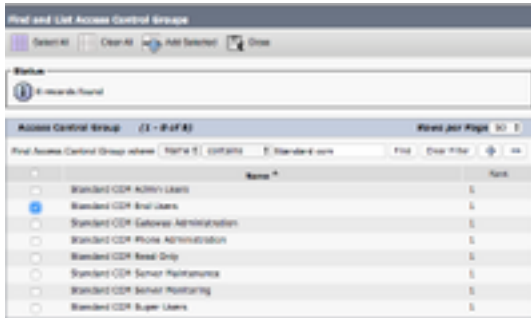 Find and List Access Control Groups
Select All Clear All Add Selected Close
Status
8 records found
Access Control Group (1 - 8 of 8) Rows per Page 50
Find Access Control Group where Name contains Standard ccm Find Clear Filter
Name Rank
Standard CCM Admin Users 1
Standard CCM End Users 1
Standard CCM Gateway Administration 1
Standard CCM Phone Administration 1
Standard CCM Read Only 1
Standard CCM Server Maintenance 1
Standard CCM Server Monitoring 1
Standard CCM Super Users 1